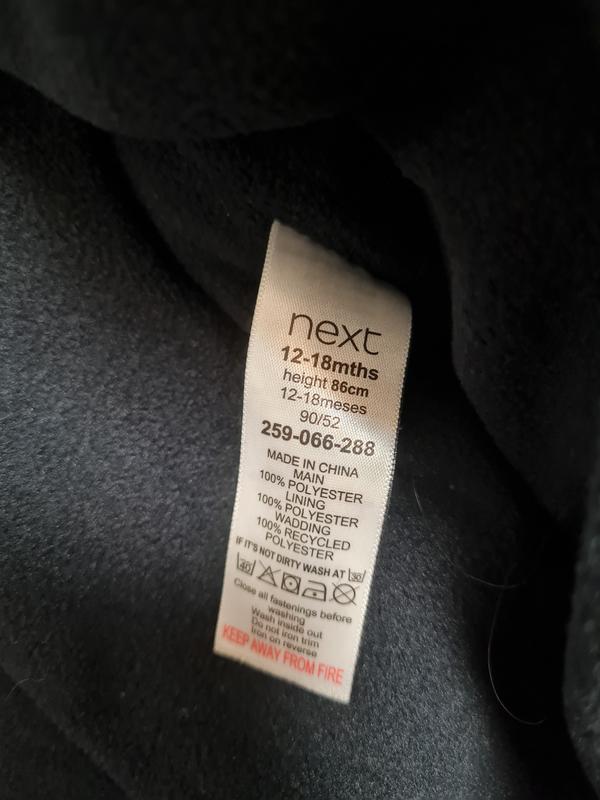 next
12-18mths
height 86cm
12-18meses
90/52
259-066-288
MADE IN CHINA
MAIN
100% POLYESTER
LINING
100% POLYESTER
WADDING
100% RECYCLED
POLYESTER
IF IT'S NOT DIRTY WASH AT 30
40
Close all fastenings before
washing
Wash inside out
Do not iron trim
Iron on reverse
KEEP AWAY FROM FIRE